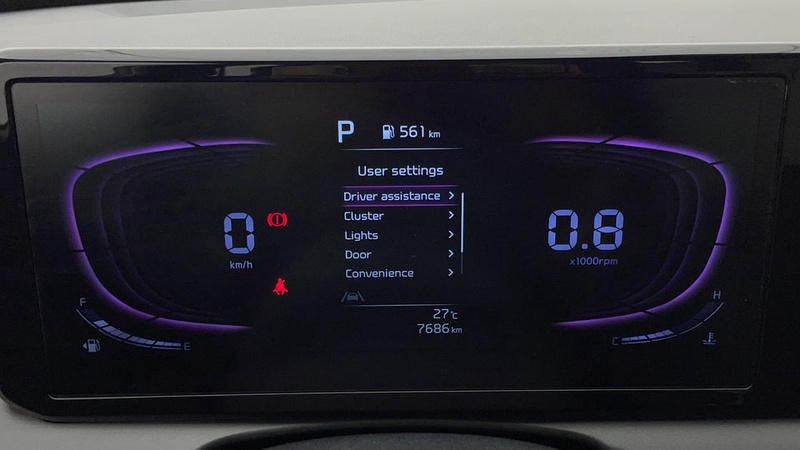 P 561 km
User settings
Driver assistance >
Cluster >
Lights >
Door >
Convenience >
0
km/h
0.8
x1000rpm
F
E
H
C
27°c
7686 km